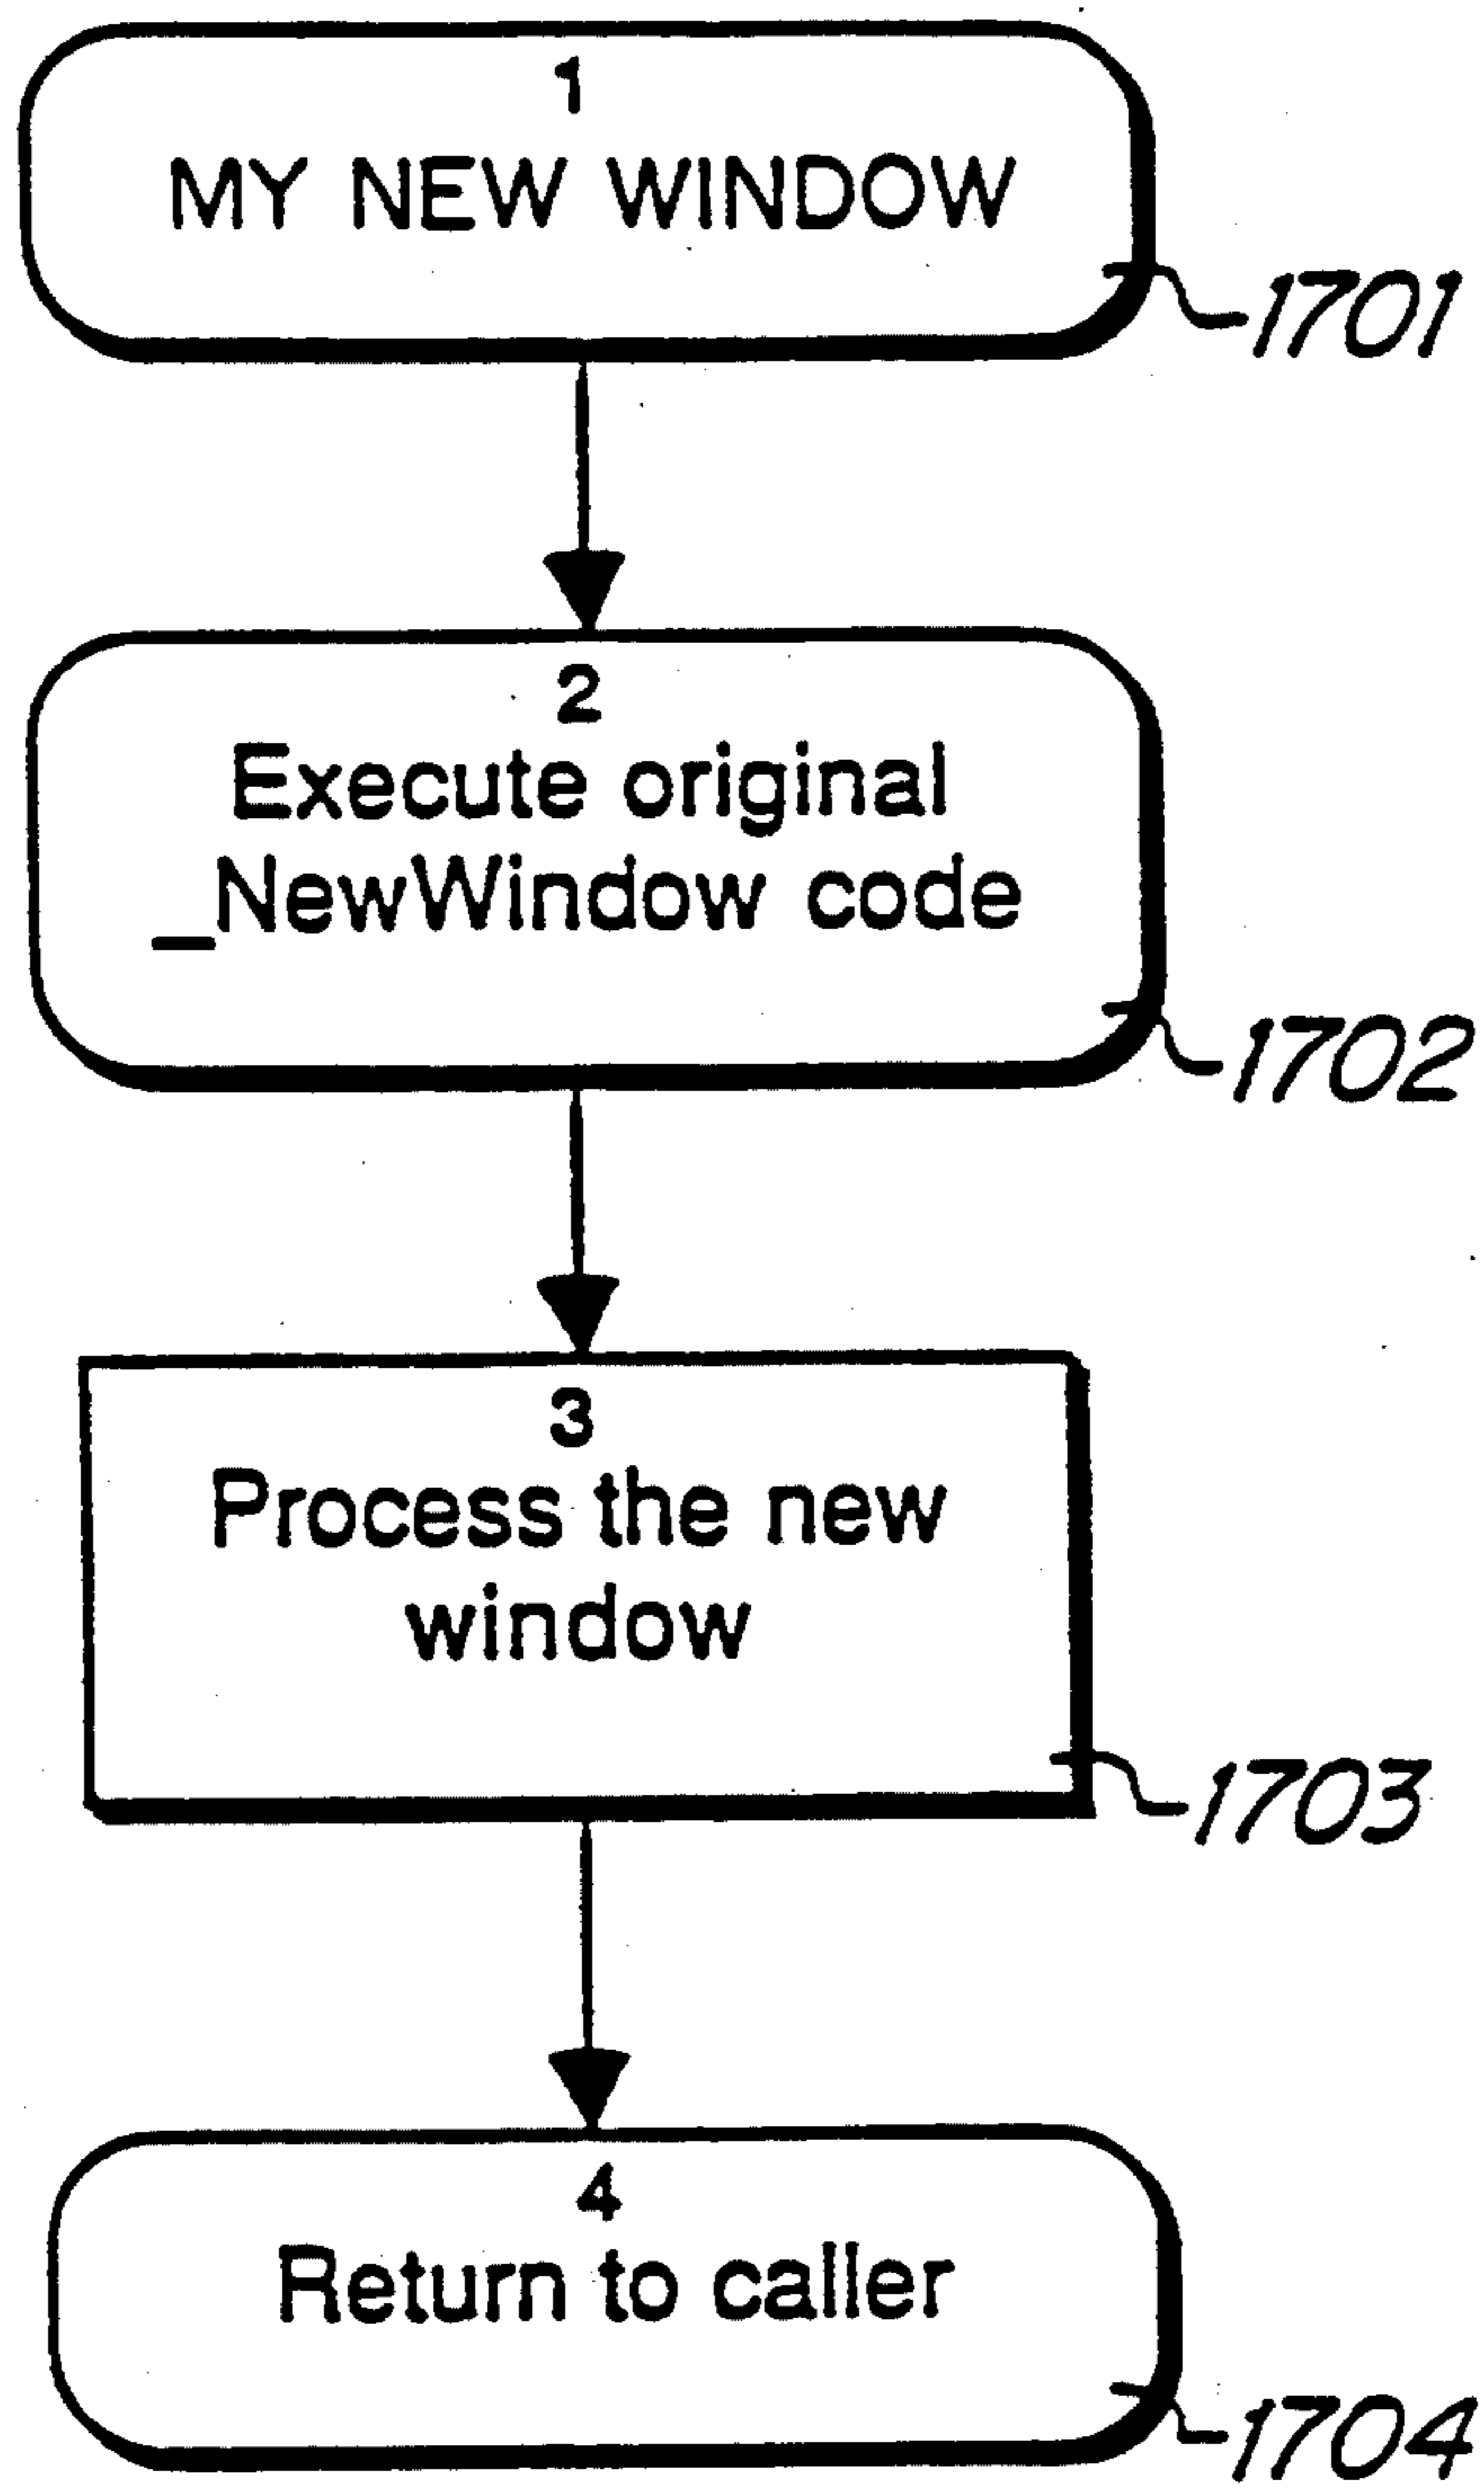 1
MY NEW WINDOW
1701
2
Execute original
_NewWindow code
1702
3
Process the new
window
1703
4
Return to caller
1704